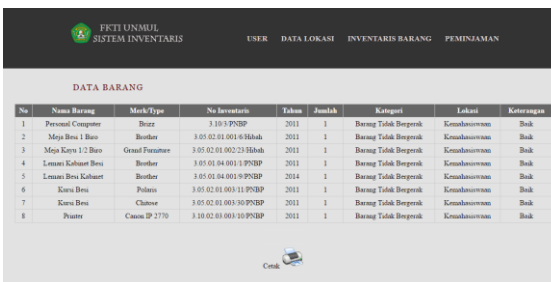 FKTI UNMUL
SISTEM INVENTARIS
USER DATA LOKASI INVENTARIS BARANG PEMINJAMAN
DATA BARANG
No Nama Barang Merk/Type No Inventaris Tahun Jumlah Kategori Lokasi Keterangan
1 Personal Computer Brizz 3.10/3/PNBP 2011 1 Barang Tidak Bergerak Kemahasiswaan Baik
2 Meja Besi 1 Biro Brother 3.05.02.01.001/6/Hibah 2011 1 Barang Tidak Bergerak Kemahasiswaan Baik
3 Meja Kayu 1/2 Biro Grand Furniture 3.05.02.01.002/23/Hibah 2011 1 Barang Tidak Bergerak Kemahasiswaan Baik
4 Lemari Kabinet Besi Brother 3.05.01.04.001/1/PNBP 2011 1 Barang Tidak Bergerak Kemahasiswaan Baik
5 Lemari Besi Kabinet Brother 3.05.01.04.001/9/PNBP 2014 1 Barang Tidak Bergerak Kemahasiswaan Baik
6 Kursi Besi Polaris 3.05.02.01.003/11/PNBP 2011 1 Barang Tidak Bergerak Kemahasiswaan Baik
7 Kursi Besi Chitose 3.05.02.01.003/30/PNBP 2011 1 Barang Tidak Bergerak Kemahasiswaan Baik
8 Printer Canon IP 2770 3.10.02.03.003/10/PNBP 2011 1 Barang Tidak Bergerak Kemahasiswaan Baik
Cetak